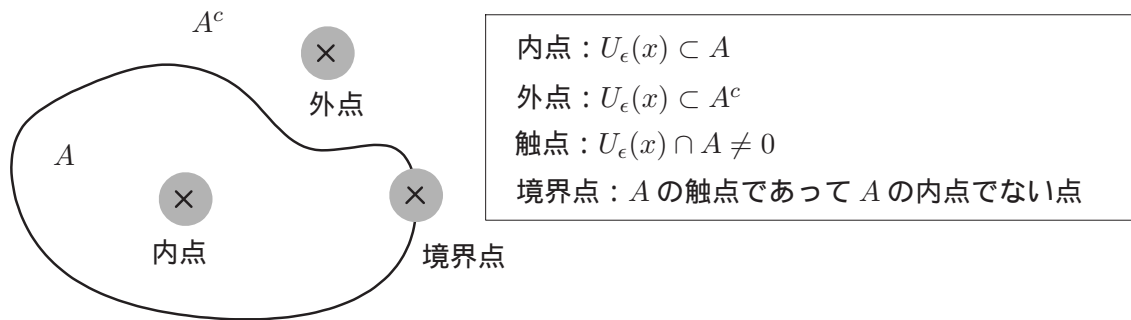 A^c
外点
A
内点
境界点
内点：U_ϵ(x) ⊂ A
外点：U_ϵ(x) ⊂ A^c
触点：U_ϵ(x) ∩ A ≠ 0
境界点：A の触点であって A の内点でない点